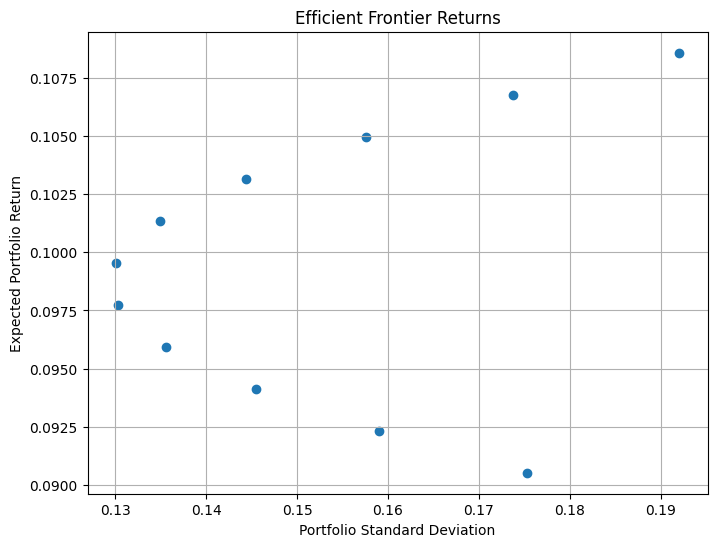 Efficient Frontier Returns
Expected Portfolio Return
0.1075
0.1050
0.1025
0.1000
0.0975
0.0950
0.0925
0.0900
0.13 0.14 0.15 0.16 0.17 0.18 0.19
Portfolio Standard Deviation